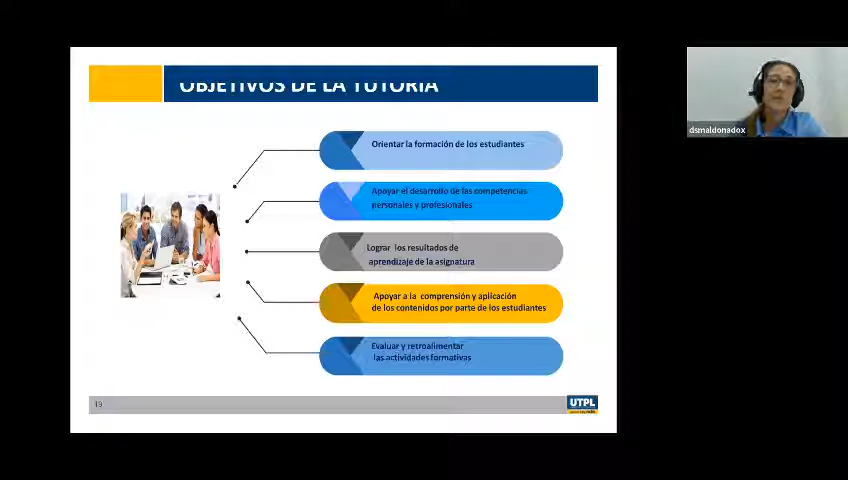 OBJETIVOS DE LA TUTORIA
Orientar la formación de los estudiantes
Apoyar el desarrollo de las competencias
personales y profesionales
Lograr los resultados de
aprendizaje de la asignatura
Apoyar a la comprensión y aplicación
de los contenidos por parte de los estudiantes
Evaluar y retroalimentar
las actividades formativas
19
UTPL
dsmaldonadox